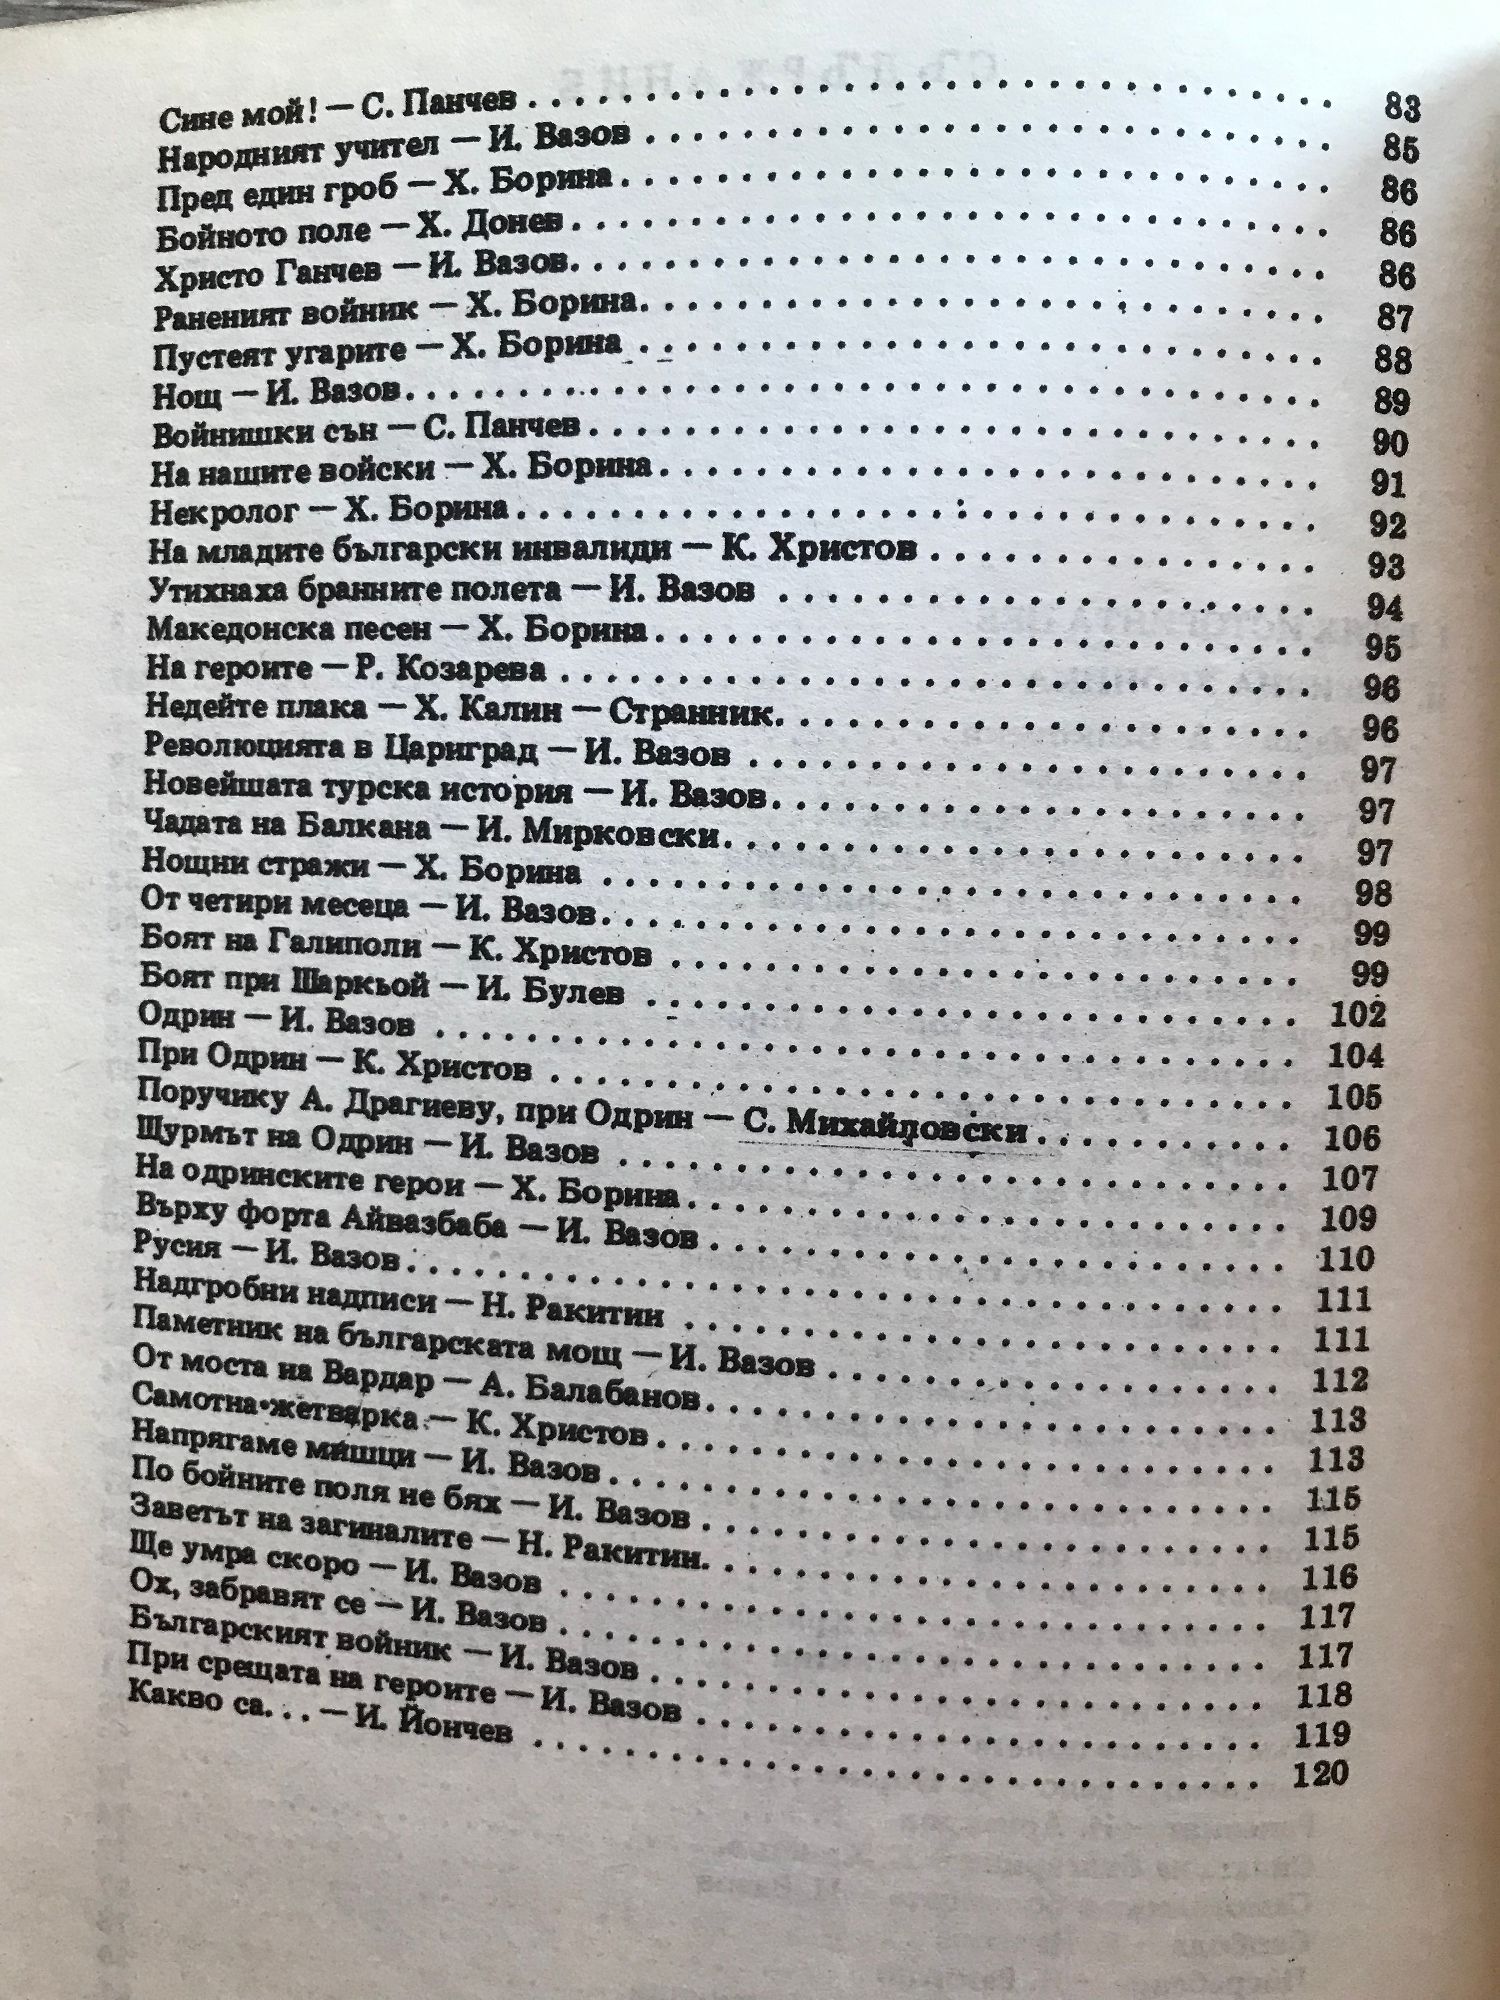 Сине мой! — С. Панчев . . . . . . . . . . . . . . . . . . . . 83
Народният учител — И. Вазов . . . . . . . . . . . . . . . . . . . . 85
Пред един гроб — Х. Борина . . . . . . . . . . . . . . . . . . . . 86
Бойното поле — Х. Донев . . . . . . . . . . . . . . . . . . . . 86
Христо Ганчев — И. Вазов . . . . . . . . . . . . . . . . . . . . 86
Раненият войник — Х. Борина . . . . . . . . . . . . . . . . . . . . 87
Пустеят угарите — Х. Борина . . . . . . . . . . . . . . . . . . . . 88
Нощ — И. Вазов . . . . . . . . . . . . . . . . . . . . 89
Войнишки сън — С. Панчев . . . . . . . . . . . . . . . . . . . . 90
На нашите войски — Х. Борина . . . . . . . . . . . . . . . . . . . . 91
Некролог — Х. Борина . . . . . . . . . . . . . . . . . . . . 92
На младите български инвалиди — К. Христов . . . . . . . . . . . . . . . . 93
Утихнаха бранните полета — И. Вазов . . . . . . . . . . . . . . . . . . . . 94
Македонска песен — Х. Борина . . . . . . . . . . . . . . . . . . . . 95
На героите — Р. Козарева . . . . . . . . . . . . . . . . . . . . 96
Недейте плака — Х. Калин — Странник . . . . . . . . . . . . . . . . . . . . 96
Революцията в Цариград — И. Вазов . . . . . . . . . . . . . . . . . . . . 97
Новейшата турска история — И. Вазов . . . . . . . . . . . . . . . . . . . . 97
Чадата на Балкана — И. Мирковски . . . . . . . . . . . . . . . . . . . . 97
Нощни стражи — Х. Борина . . . . . . . . . . . . . . . . . . . . 98
От четири месеца — И. Вазов . . . . . . . . . . . . . . . . . . . . 99
Боят на Галиполи — К. Христов . . . . . . . . . . . . . . . . . . . . 99
Боят при Шаркьой — И. Булев . . . . . . . . . . . . . . . . . . . . 102
Одрин — И. Вазов . . . . . . . . . . . . . . . . . . . . 104
При Одрин — К. Христов . . . . . . . . . . . . . . . . . . . . 105
Поручику А. Драгиеву, при Одрин — С. Михайловски . . . . . . . . . . . . 106
Щурмът на Одрин — И. Вазов . . . . . . . . . . . . . . . . . . . . 107
На одринските герои — Х. Борина . . . . . . . . . . . . . . . . . . . . 109
Върху форта Айвазбаба — И. Вазов . . . . . . . . . . . . . . . . . . . . 110
Русия — И. Вазов . . . . . . . . . . . . . . . . . . . . 111
Надгробни надписи — Н. Ракитин . . . . . . . . . . . . . . . . . . . . 111
Паметник на българската мощ — И. Вазов . . . . . . . . . . . . . . . . . . 112
От моста на Вардар — А. Балабанов . . . . . . . . . . . . . . . . . . . . 113
Самотна жетварка — К. Христов . . . . . . . . . . . . . . . . . . . . 113
Напрягаме мишци — И. Вазов . . . . . . . . . . . . . . . . . . . . 115
По бойните поля не бях — И. Вазов . . . . . . . . . . . . . . . . . . . . 115
Заветът на загиналите — Н. Ракитин . . . . . . . . . . . . . . . . . . . . 116
Ще умра скоро — И. Вазов . . . . . . . . . . . . . . . . . . . . 117
Ох, забравят се — И. Вазов . . . . . . . . . . . . . . . . . . . . 117
Българският войник — И. Вазов . . . . . . . . . . . . . . . . . . . . 118
При срещата на героите — И. Вазов . . . . . . . . . . . . . . . . . . . . 119
Какво са. . . — И. Йончев . . . . . . . . . . . . . . . . . . . . 120